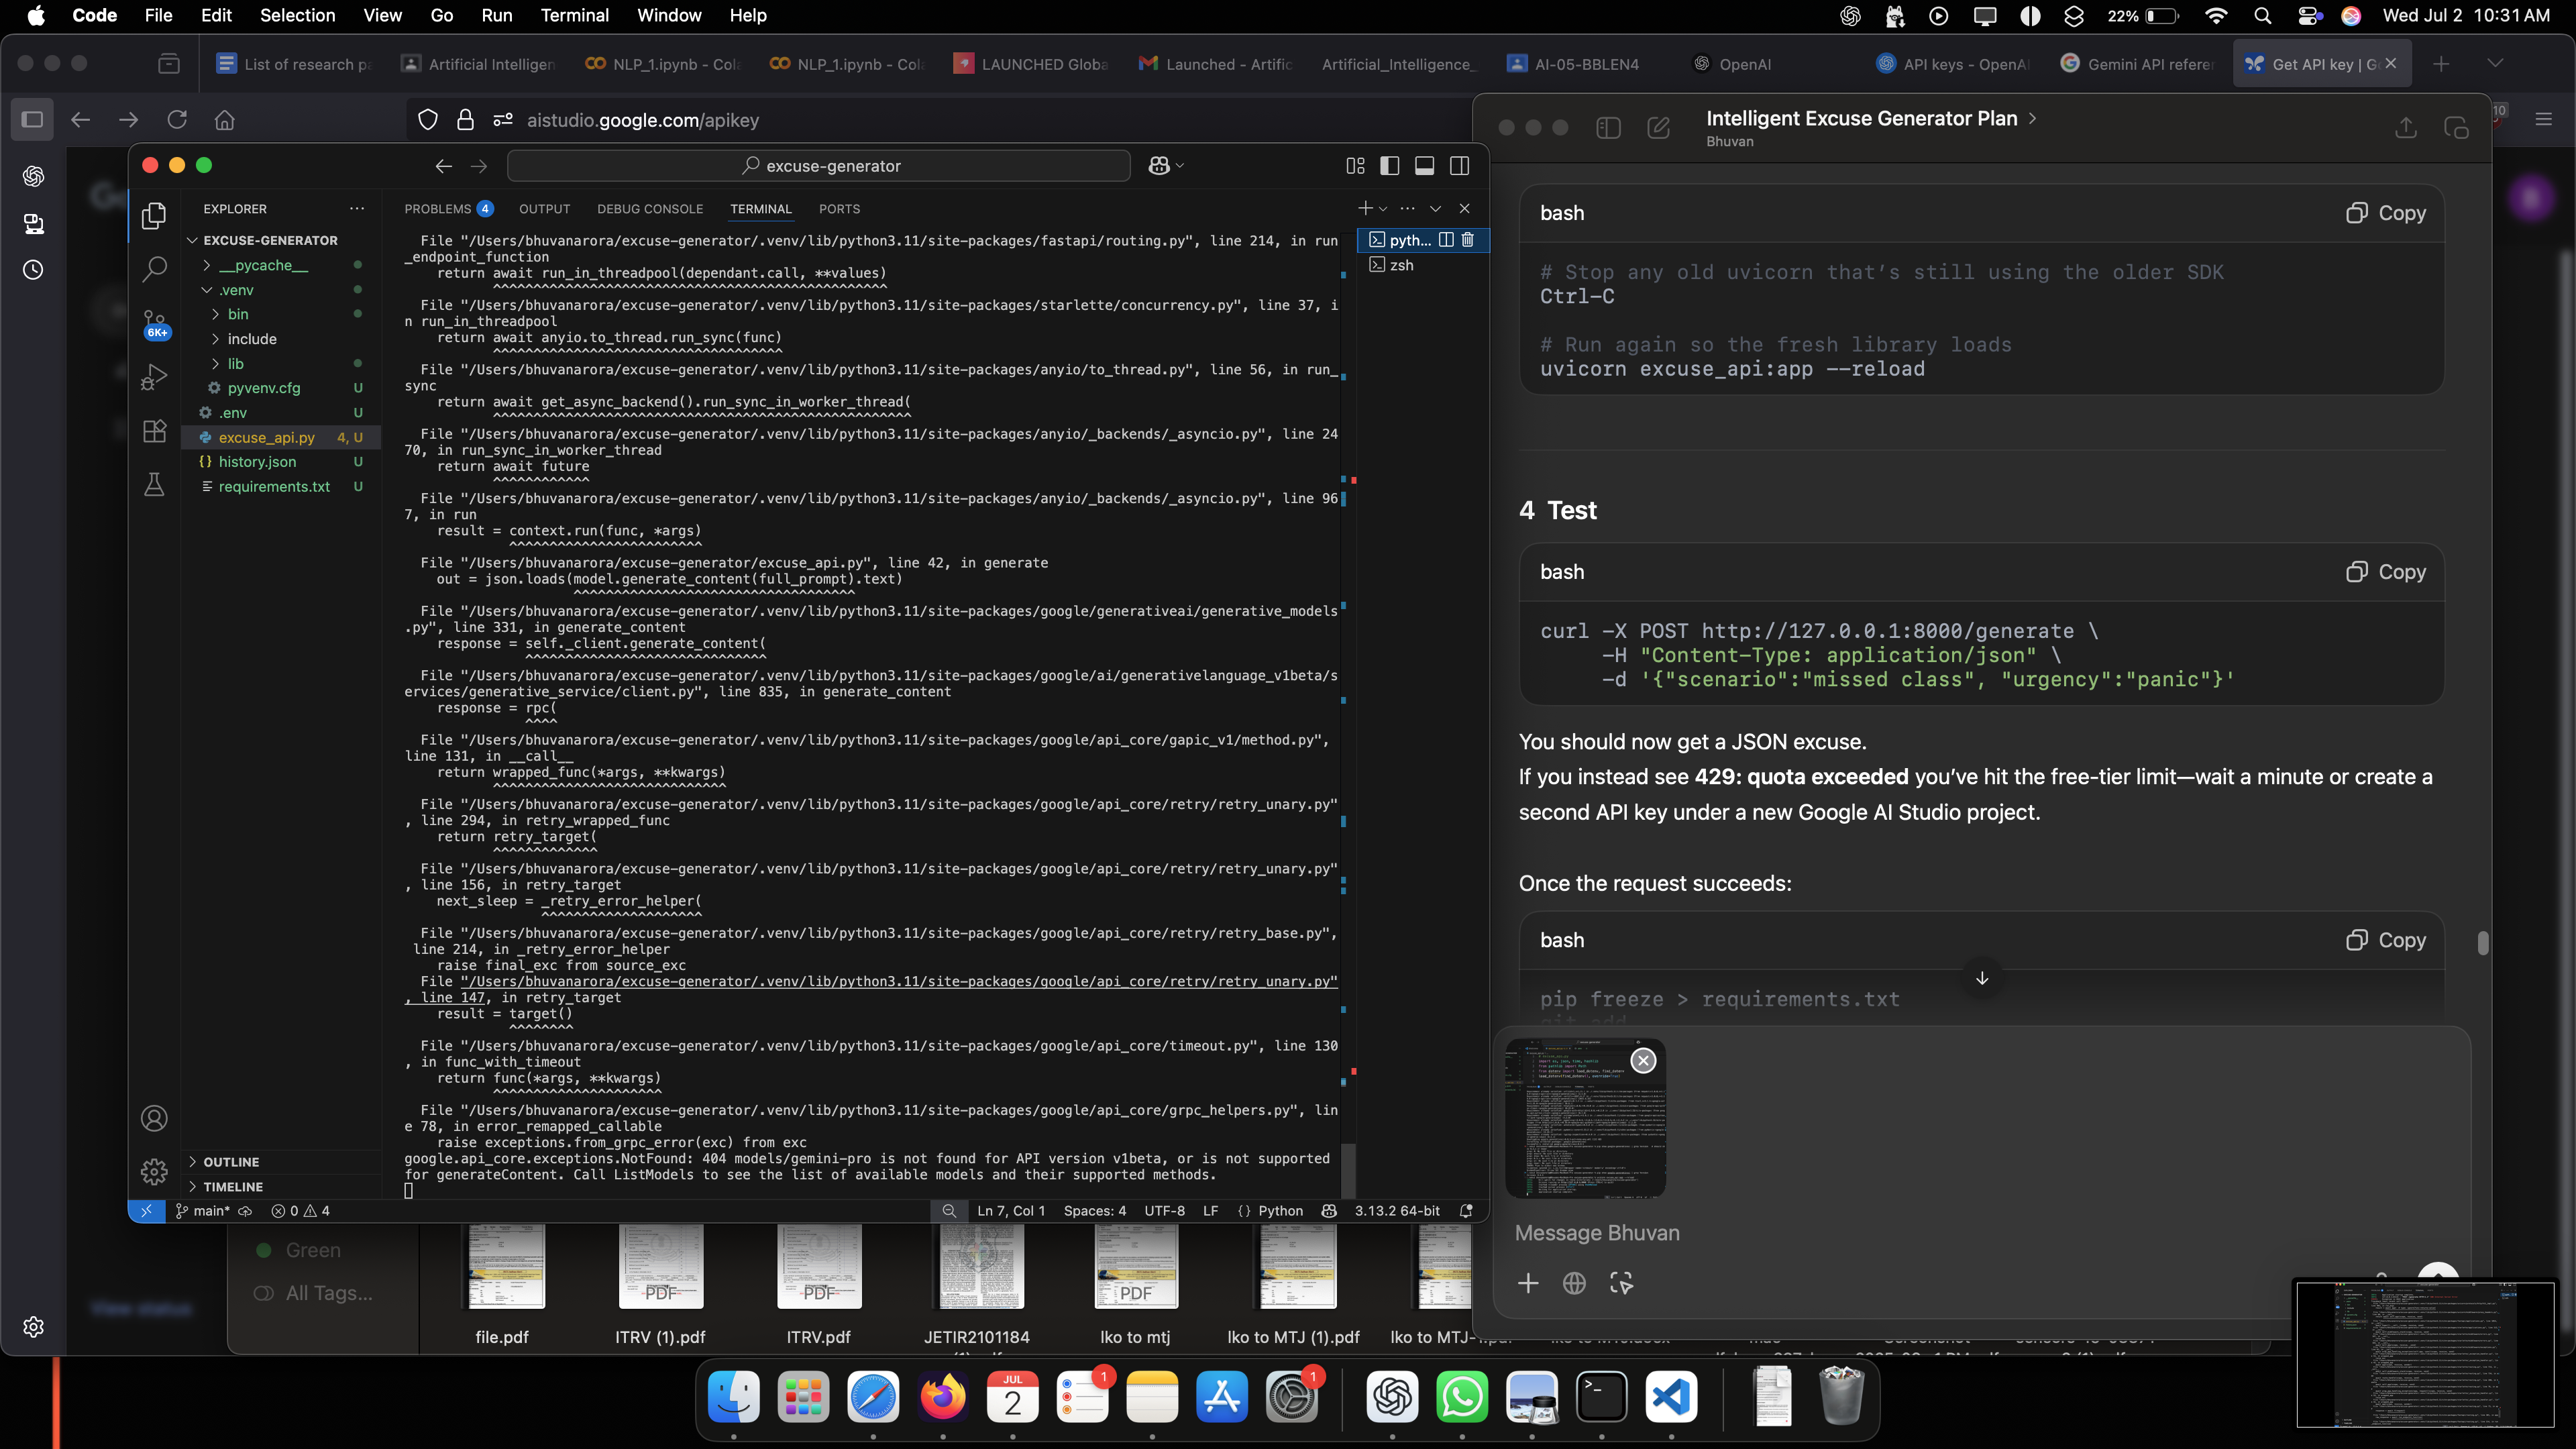 Code File Edit Selection View Go Run Terminal Window Help 22% Wed Jul 2 10:31 AM
List of research pa Artificial Intelligen NLP_1.ipynb - Cola NLP_1.ipynb - Cola LAUNCHED Globa Launched - Artific Artificial_Intelligence_ AI-05-BBLEN4 OpenAI API keys - OpenAI Gemini API referen Get API key | G
aistudio.google.com/apikey
Intelligent Excuse Generator Plan
Bhuvan
excuse-generator
EXPLORER
EXCUSE-GENERATOR
__pycache__
.venv
bin
include
lib
pyvenv.cfg U
.env U
excuse_api.py 4, U
history.json U
requirements.txt U
6K+
OUTLINE
TIMELINE
PROBLEMS 4 OUTPUT DEBUG CONSOLE TERMINAL PORTS
pyth...
zsh
File "/Users/bhuvanarora/excuse-generator/.venv/lib/python3.11/site-packages/fastapi/routing.py", line 214, in run
_endpoint_function
return await run_in_threadpool(dependant.call, **values)
^^^^^^^^^^^^^^^^^^^^^^^^^^^^^^^^^^^^^^^^^^^^^^^^^
File "/Users/bhuvanarora/excuse-generator/.venv/lib/python3.11/site-packages/starlette/concurrency.py", line 37, i
n run_in_threadpool
return await anyio.to_thread.run_sync(func)
^^^^^^^^^^^^^^^^^^^^^^^^^^^^^^^^^^^^
File "/Users/bhuvanarora/excuse-generator/.venv/lib/python3.11/site-packages/anyio/to_thread.py", line 56, in run_
sync
return await get_async_backend().run_sync_in_worker_thread(
^^^^^^^^^^^^^^^^^^^^^^^^^^^^^^^^^^^^^^^^^^^^^^^^^^^^
File "/Users/bhuvanarora/excuse-generator/.venv/lib/python3.11/site-packages/anyio/_backends/_asyncio.py", line 24
70, in run_sync_in_worker_thread
return await future
^^^^^^^^^^^^
File "/Users/bhuvanarora/excuse-generator/.venv/lib/python3.11/site-packages/anyio/_backends/_asyncio.py", line 96
7, in run
result = context.run(func, *args)
^^^^^^^^^^^^^^^^^^^^^^^^
File "/Users/bhuvanarora/excuse-generator/excuse_api.py", line 42, in generate
out = json.loads(model.generate_content(full_prompt).text)
^^^^^^^^^^^^^^^^^^^^^^^^^^^^^^^^^^^
File "/Users/bhuvanarora/excuse-generator/.venv/lib/python3.11/site-packages/google/generativeai/generative_models
.py", line 331, in generate_content
response = self._client.generate_content(
^^^^^^^^^^^^^^^^^^^^^^^^^^^^^^
File "/Users/bhuvanarora/excuse-generator/.venv/lib/python3.11/site-packages/google/ai/generativelanguage_v1beta/s
ervices/generative_service/client.py", line 835, in generate_content
response = rpc(
^^^^
File "/Users/bhuvanarora/excuse-generator/.venv/lib/python3.11/site-packages/google/api_core/gapic_v1/method.py",
line 131, in __call__
return wrapped_func(*args, **kwargs)
^^^^^^^^^^^^^^^^^^^^^^^^^^^^^
File "/Users/bhuvanarora/excuse-generator/.venv/lib/python3.11/site-packages/google/api_core/retry/retry_unary.py"
, line 294, in retry_wrapped_func
return retry_target(
^^^^^^^^^^^^^
File "/Users/bhuvanarora/excuse-generator/.venv/lib/python3.11/site-packages/google/api_core/retry/retry_unary.py"
, line 156, in retry_target
next_sleep = _retry_error_helper(
^^^^^^^^^^^^^^^^^^^^
File "/Users/bhuvanarora/excuse-generator/.venv/lib/python3.11/site-packages/google/api_core/retry/retry_base.py",
line 214, in _retry_error_helper
raise final_exc from source_exc
File "/Users/bhuvanarora/excuse-generator/.venv/lib/python3.11/site-packages/google/api_core/retry/retry_unary.py"
, line 147, in retry_target
result = target()
^^^^^^^^
File "/Users/bhuvanarora/excuse-generator/.venv/lib/python3.11/site-packages/google/api_core/timeout.py", line 130
, in func_with_timeout
return func(*args, **kwargs)
^^^^^^^^^^^^^^^^^^^^^
File "/Users/bhuvanarora/excuse-generator/.venv/lib/python3.11/site-packages/google/api_core/grpc_helpers.py", lin
e 78, in error_remapped_callable
raise exceptions.from_grpc_error(exc) from exc
google.api_core.exceptions.NotFound: 404 models/gemini-pro is not found for API version v1beta, or is not supported
for generateContent. Call ListModels to see the list of available models and their supported methods.
main* 0 4 Ln 7, Col 1 Spaces: 4 UTF-8 LF Python 3.13.2 64-bit
bash Copy
# Stop any old uvicorn that's still using the older SDK
Ctrl-C
# Run again so the fresh library loads
uvicorn excuse_api:app --reload
4 Test
bash Copy
curl -X POST http://127.0.0.1:8000/generate \
-H "Content-Type: application/json" \
-d '{"scenario":"missed class", "urgency":"panic"}'
You should now get a JSON excuse.
If you instead see 429: quota exceeded you've hit the free-tier limit—wait a minute or create a
second API key under a new Google AI Studio project.
Once the request succeeds:
bash Copy
pip freeze > requirements.txt
git add
Message Bhuvan
View status
Green
All Tags...
PDF PDF PDF
file.pdf ITRV (1).pdf ITRV.pdf JETIR2101184 lko to mtj lko to MTJ (1).pdf
JUL
2
1
1